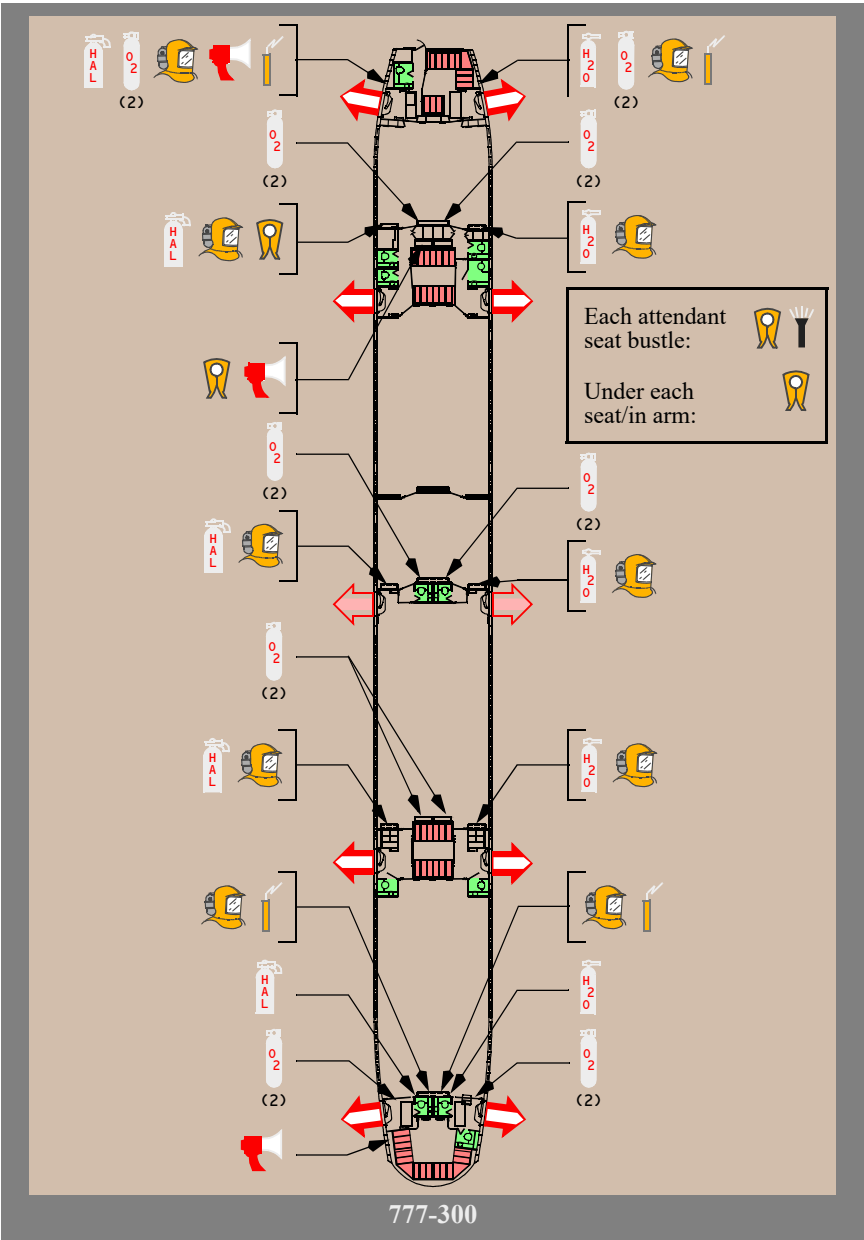 HAL
O2
(2)
H2O
O2
(2)
O2
(2)
O2
(2)
HAL
H2O
Each attendant
seat bustle:
Under each
seat/in arm:
O2
(2)
O2
(2)
HAL
H2O
O2
(2)
HAL
H2O
HAL
H2O
O2
(2)
O2
(2)
777-300